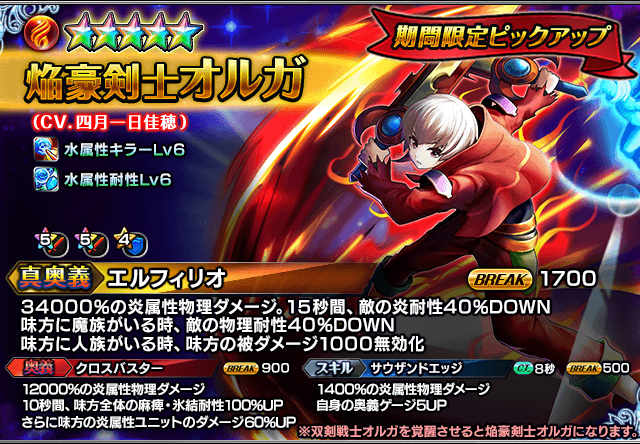 期間限定ピックアップ
焔豪剣士オルガ
(CV.四月一日佳穂)
水属性キラーLv6
水属性耐性Lv6
5 5 4
真奥義 エルフィリオ BREAK 1700
34000%の炎属性物理ダメージ。15秒間、敵の炎耐性40%DOWN
味方に魔族がいる時、敵の物理耐性40%DOWN
味方に人族がいる時、味方の被ダメージ1000無効化
奥義 クロスバスター BREAK 900
12000%の炎属性物理ダメージ
10秒間、味方全体の麻痺・氷結耐性100%UP
さらに味方の炎属性ユニットのダメージ60%UP
スキル サウザンドエッジ CT 8秒 BREAK 500
1400%の炎属性物理ダメージ
自身の奥義ゲージ5UP
※双剣戦士オルガを覚醒させると焔豪剣士オルガになります。